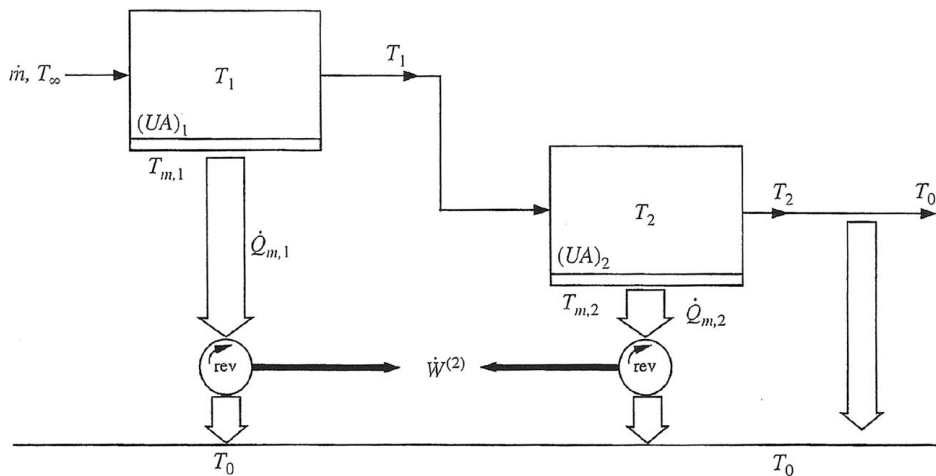 ṁ, T∞
T₁
T₁
(UA)₁
Tₘ,₁
Q̇ₘ,₁
rev
T₀
Ẇ⁽²⁾
T₂
(UA)₂
Tₘ,₂
Q̇ₘ,₂
rev
T₂
T₀
T₀